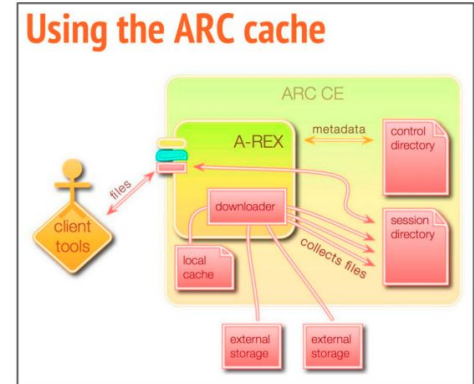 Using the ARC cache
ARC CE
A-REX
metadata
control
directory
files
client
tools
downloader
session
directory
collects files
local
cache
external
storage
external
storage